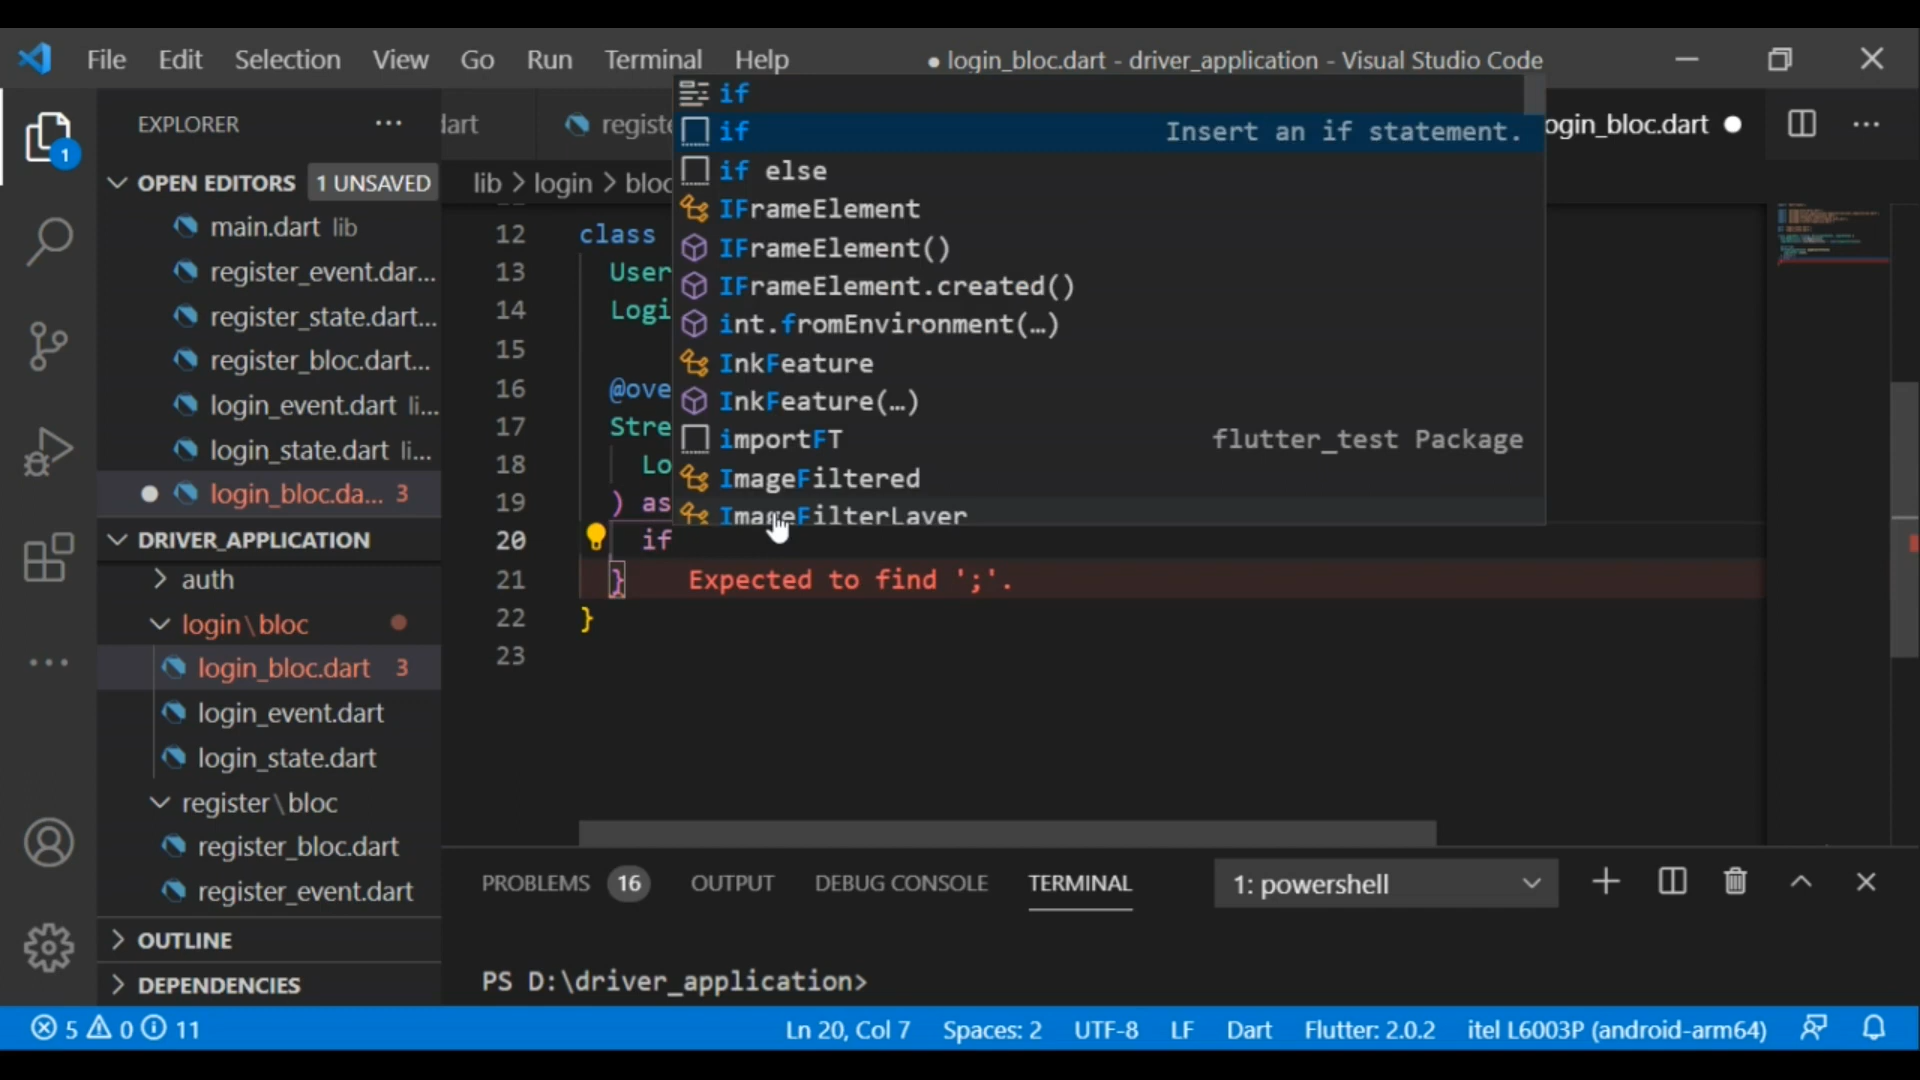 File Edit Selection View Go Run Terminal Help
● login_bloc.dart - driver_application - Visual Studio Code
EXPLORER ...
1
OPEN EDITORS 1 UNSAVED
main.dart lib
register_event.dar...
register_state.dart...
register_bloc.dart...
login_event.dart li...
login_state.dart li...
login_bloc.da... 3
DRIVER_APPLICATION
auth
login\bloc
login_bloc.dart 3
login_event.dart
login_state.dart
register\bloc
register_bloc.dart
register_event.dart
OUTLINE
DEPENDENCIES
dart registe ogin_bloc.dart
lib > login > bloc
if
if Insert an if statement.
if else
IFrameElement
IFrameElement()
IFrameElement.created()
int.fromEnvironment(…)
InkFeature
InkFeature(…)
importFT flutter_test Package
ImageFiltered
ImageFilterLayer
12 class
13 User
14 Logi
15
16 @ove
17 Stre
18 Lo
19 ) as
20 if
21 } Expected to find ';'.
22 }
23
PROBLEMS 16 OUTPUT DEBUG CONSOLE TERMINAL 1: powershell
PS D:\driver_application>
5 0 11 Ln 20, Col 7 Spaces: 2 UTF-8 LF Dart Flutter: 2.0.2 itel L6003P (android-arm64)